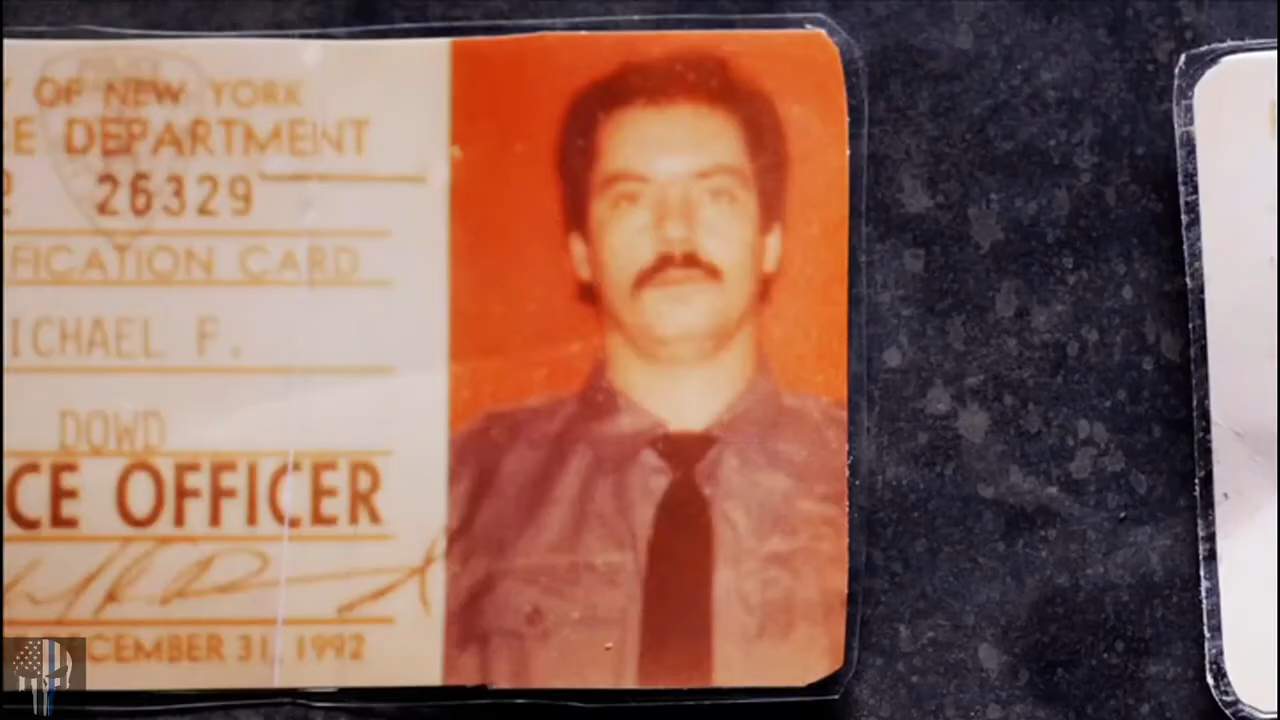 Y OF NEW YORK
E DEPARTMENT
26329
FICATION CARD
ICHAEL F.
DOWD
CE OFFICER
CEMBER 31, 1992